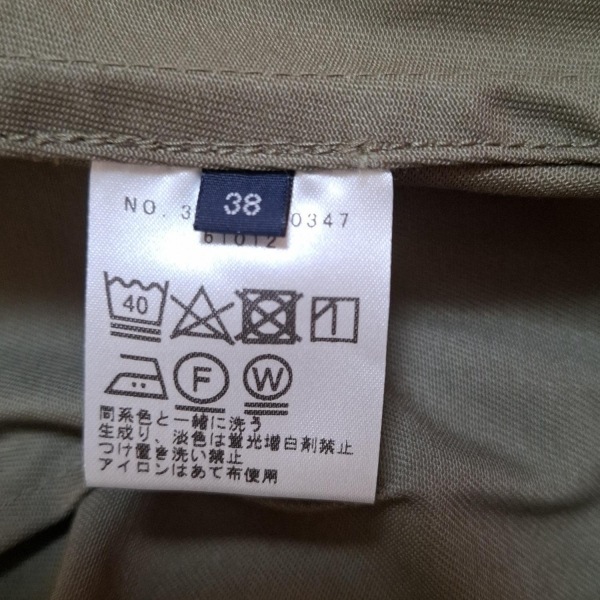 38
NO. 3 0347
61012
40
F
W
同系色と一緒に洗う
生成り、淡色は蛍光増白剤禁止
つけ置き洗い禁止
アイロンはあて布使用